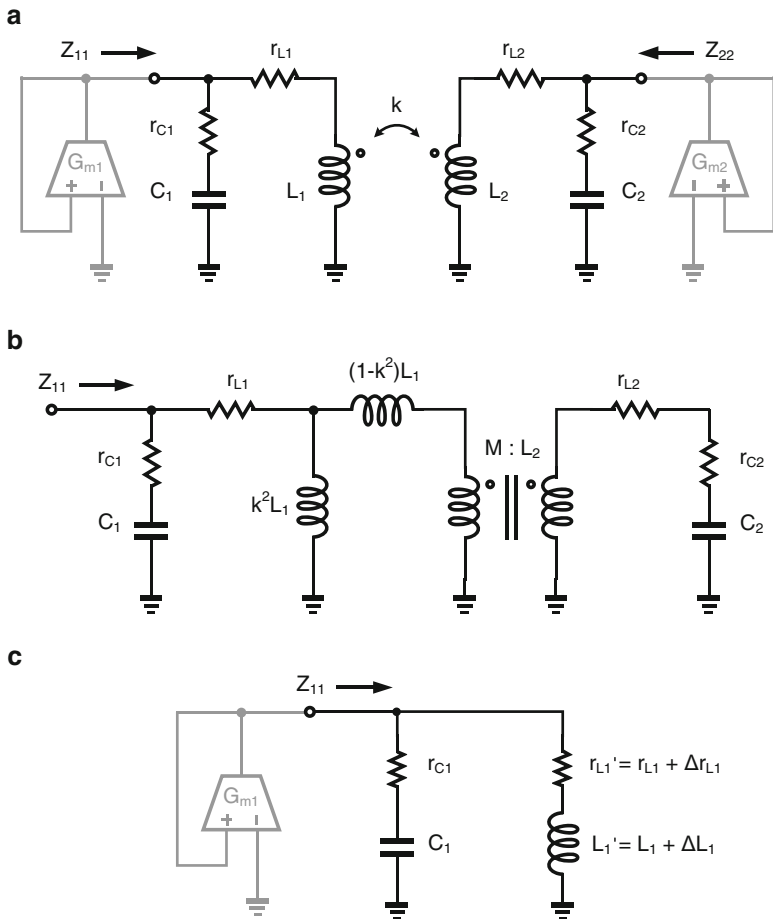 a
Z11 rL1 rL2 Z22
k
rC1 rC2
Gm1 Gm2
+ − − +
C1 L1 L2 C2
b
(1-k²)L1
Z11 rL1 rL2
M : L2
rC1 rC2
k²L1
C1 C2
c
Z11
rC1 rL1' = rL1 + ΔrL1
Gm1
+ −
C1 L1' = L1 + ΔL1